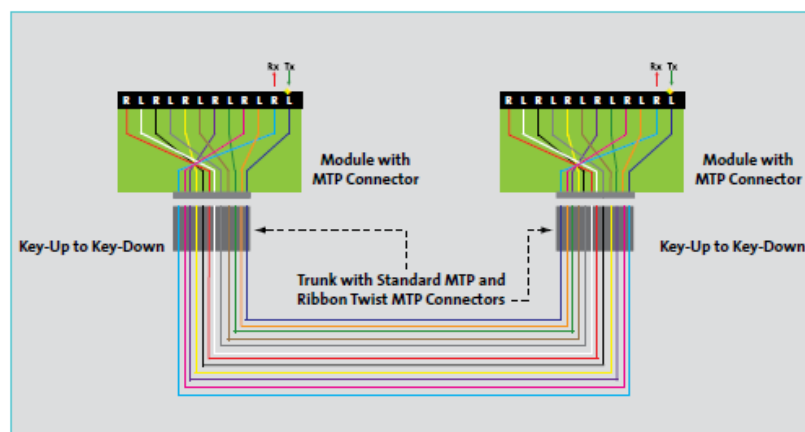 Rx Tx
Rx Tx
R L R L R L R L R L R L
R L R L R L R L R L R L
Module with
MTP Connector
Module with
MTP Connector
Key-Up to Key-Down
Key-Up to Key-Down
Trunk with Standard MTP and
Ribbon Twist MTP Connectors